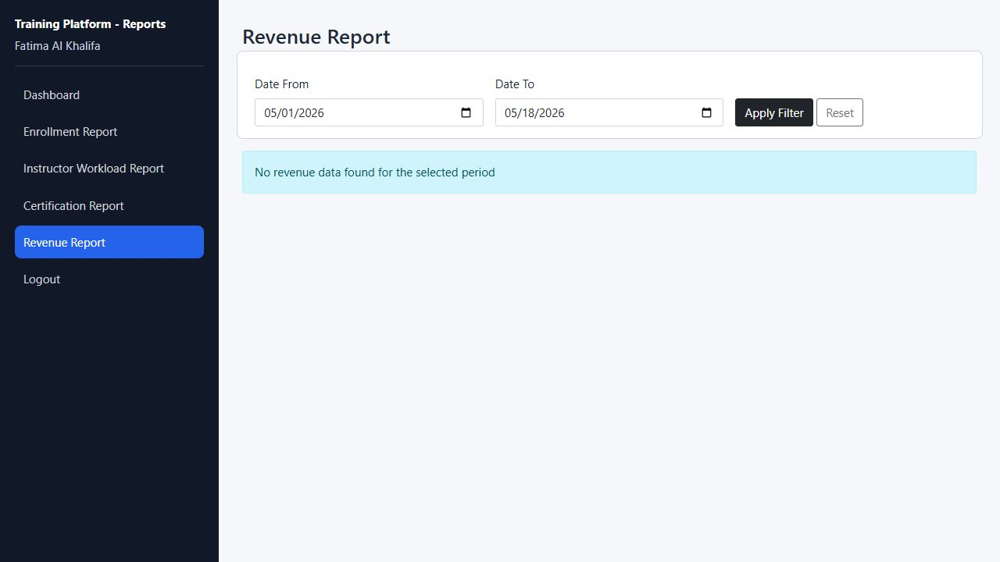 Training Platform - Reports
Fatima Al Khalifa
Dashboard
Enrollment Report
Instructor Workload Report
Certification Report
Revenue Report
Logout
Revenue Report
Date From
Date To
05/01/2026
05/18/2026
Apply Filter
Reset
No revenue data found for the selected period